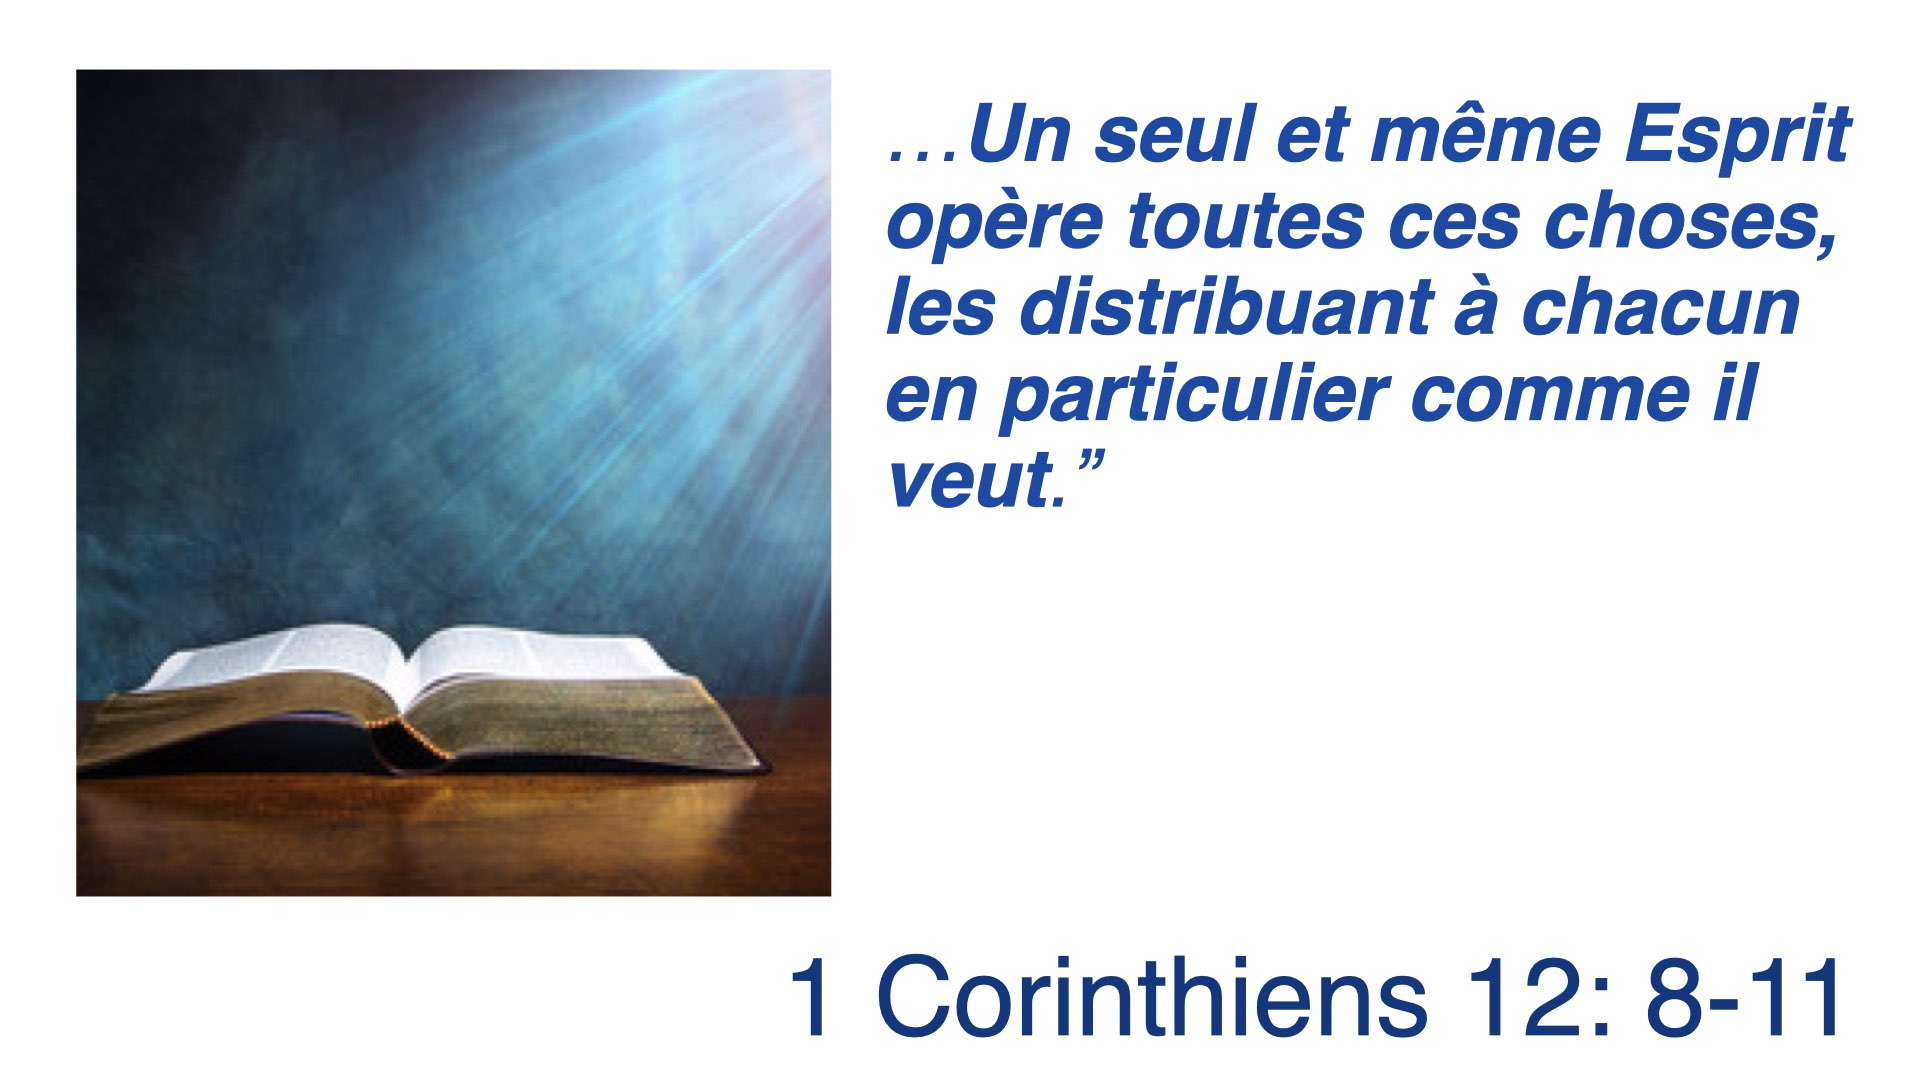 …Un seul et même Esprit
opère toutes ces choses,
les distribuant à chacun
en particulier comme il
veut.”
1 Corinthiens 12: 8-11